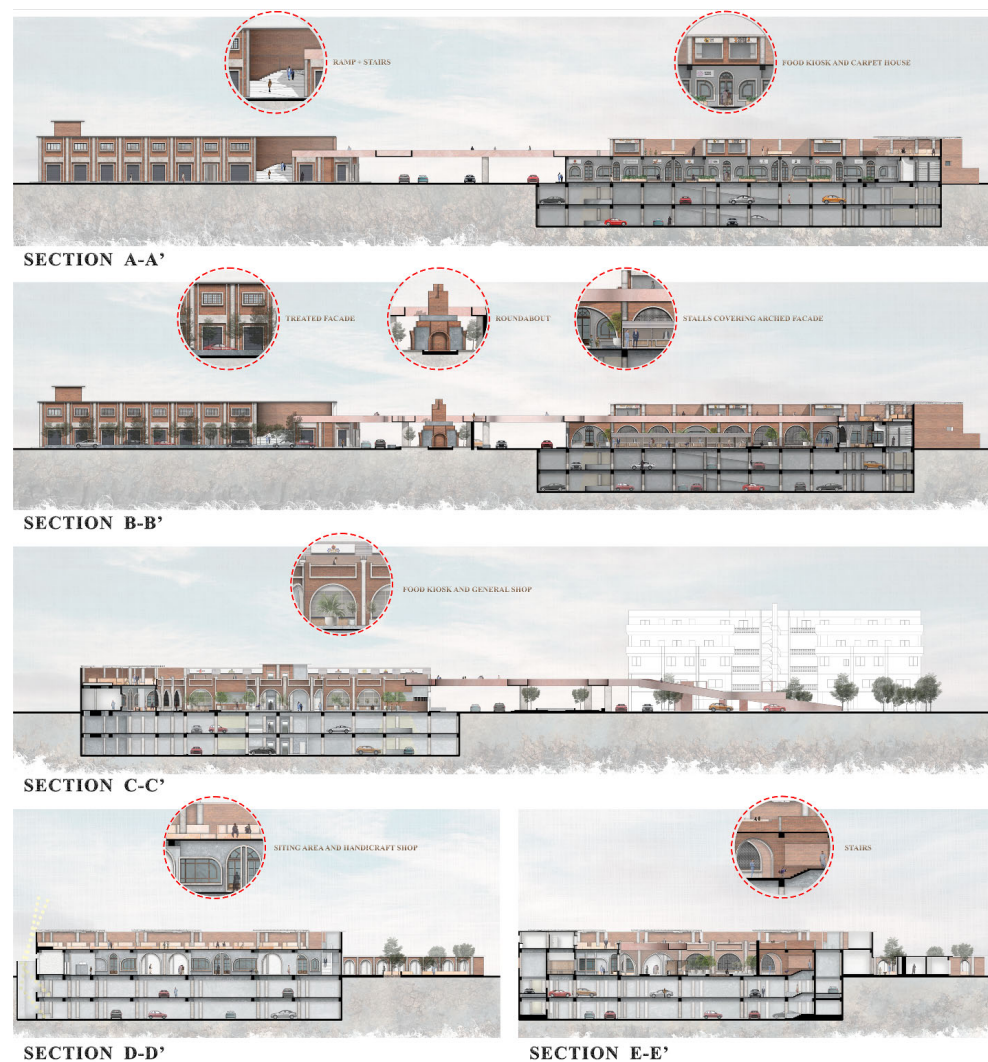 RAMP + STAIRS
FOOD KIOSK AND CARPET HOUSE
SECTION A-A’
TREATED FACADE
ROUNDABOUT
STALLS COVERING ARCHED FACADE
SECTION B-B’
FOOD KIOSK AND GENERAL SHOP
SECTION C-C’
SITING AREA AND HANDICRAFT SHOP
STAIRS
SECTION D-D’
SECTION E-E’